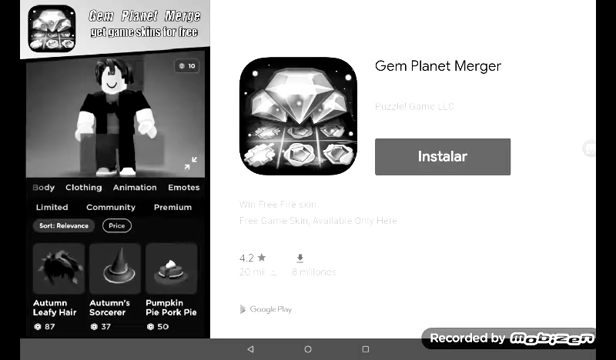 Gem Planet Merge
get game skins for free
10
Body Clothing Animation Emotes
Limited Community Premium
Sort: Relevance Price
Autumn Leafy Hair
87
Autumn's Sorcerer
37
Pumpkin Pie Pork Pie
50
Gem Planet Merger
Puzzle! Game LLC.
Instalar
Win Free Fire skin
Free Game Skin, Available Only Here
4.2 ★
20 mil
8 millones
Google Play
Recorded by Mobizen